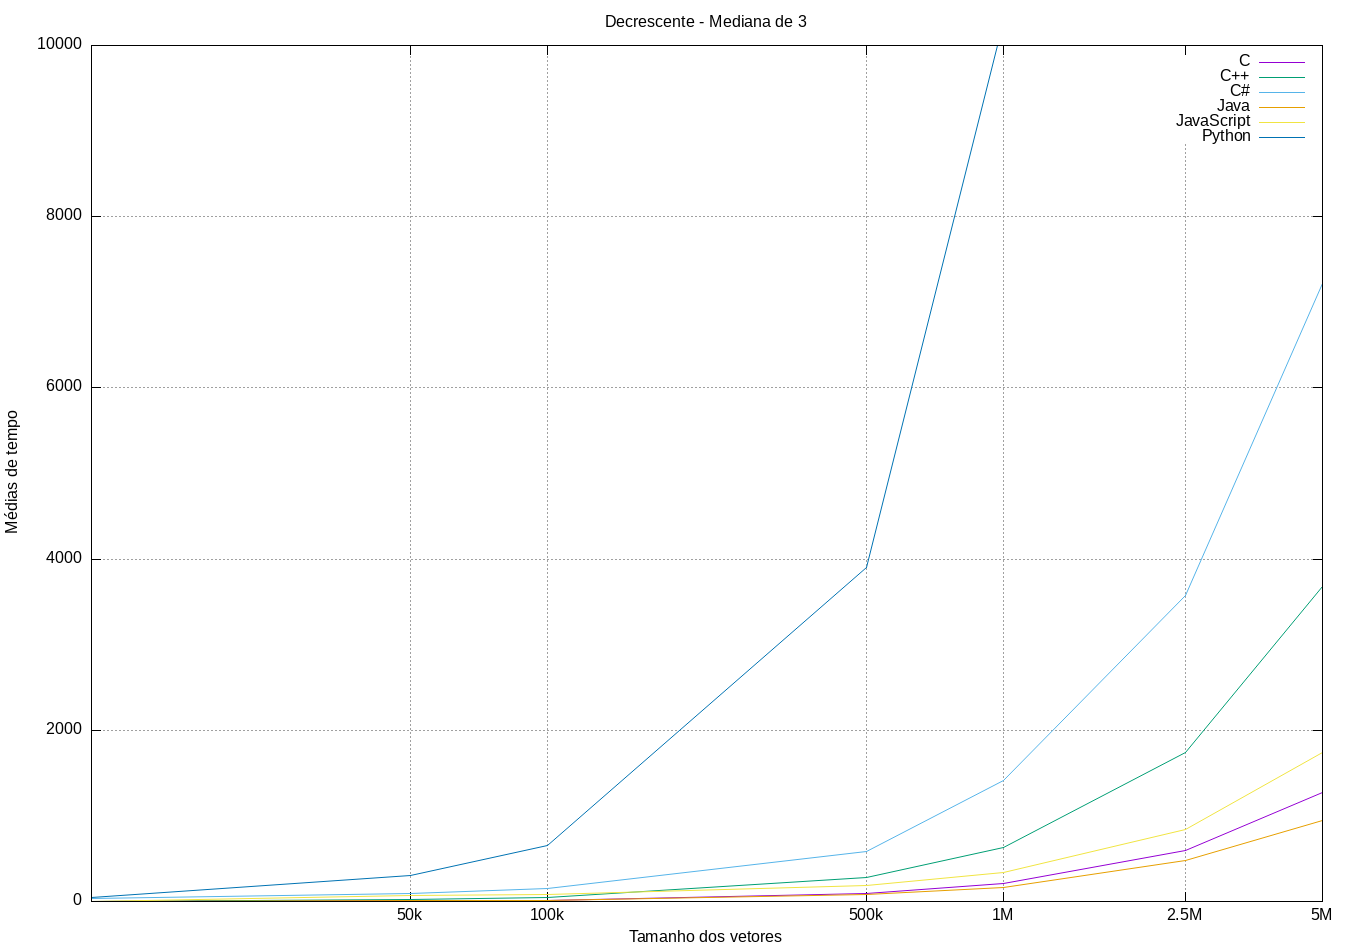 Decrescente - Mediana de 3
10000
8000
6000
4000
2000
0
Médias de tempo
C
C++
C#
Java
JavaScript
Python
50k
100k
500k
1M
2.5M
5M
Tamanho dos vetores